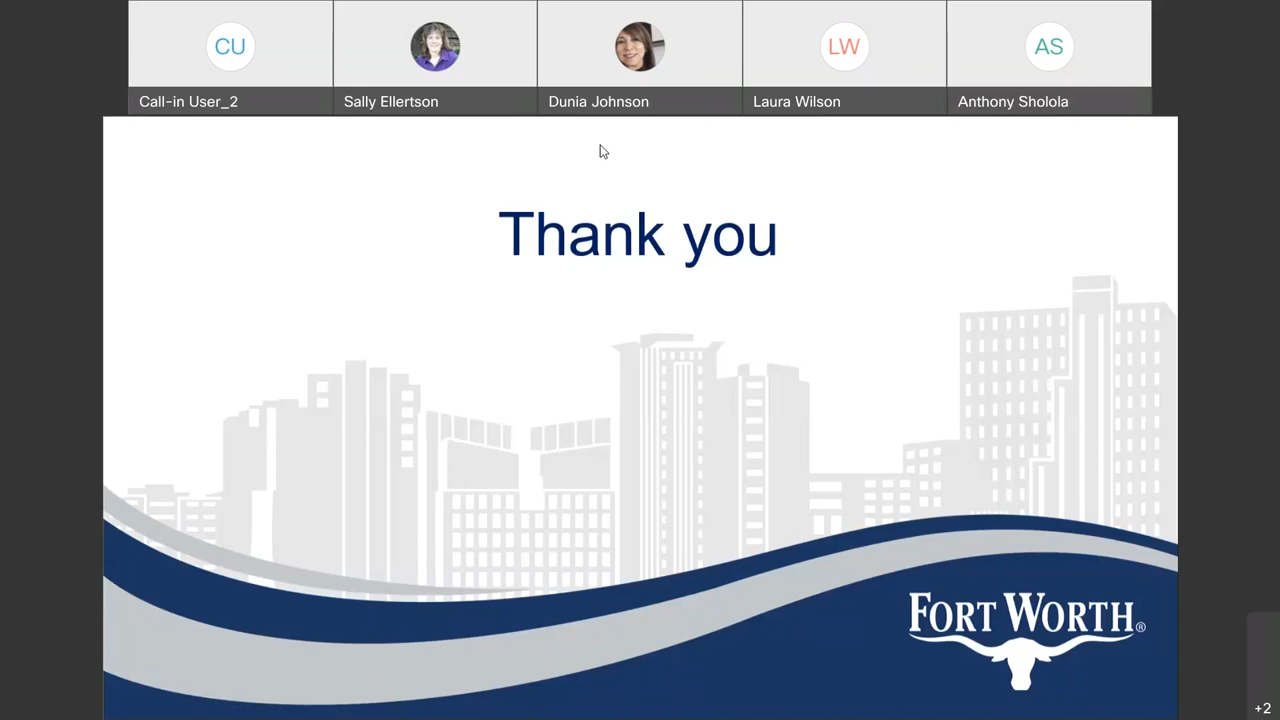 CU
LW
AS
Call-in User_2
Sally Ellertson
Dunia Johnson
Laura Wilson
Anthony Sholola
Thank you
FORT WORTH®
+2